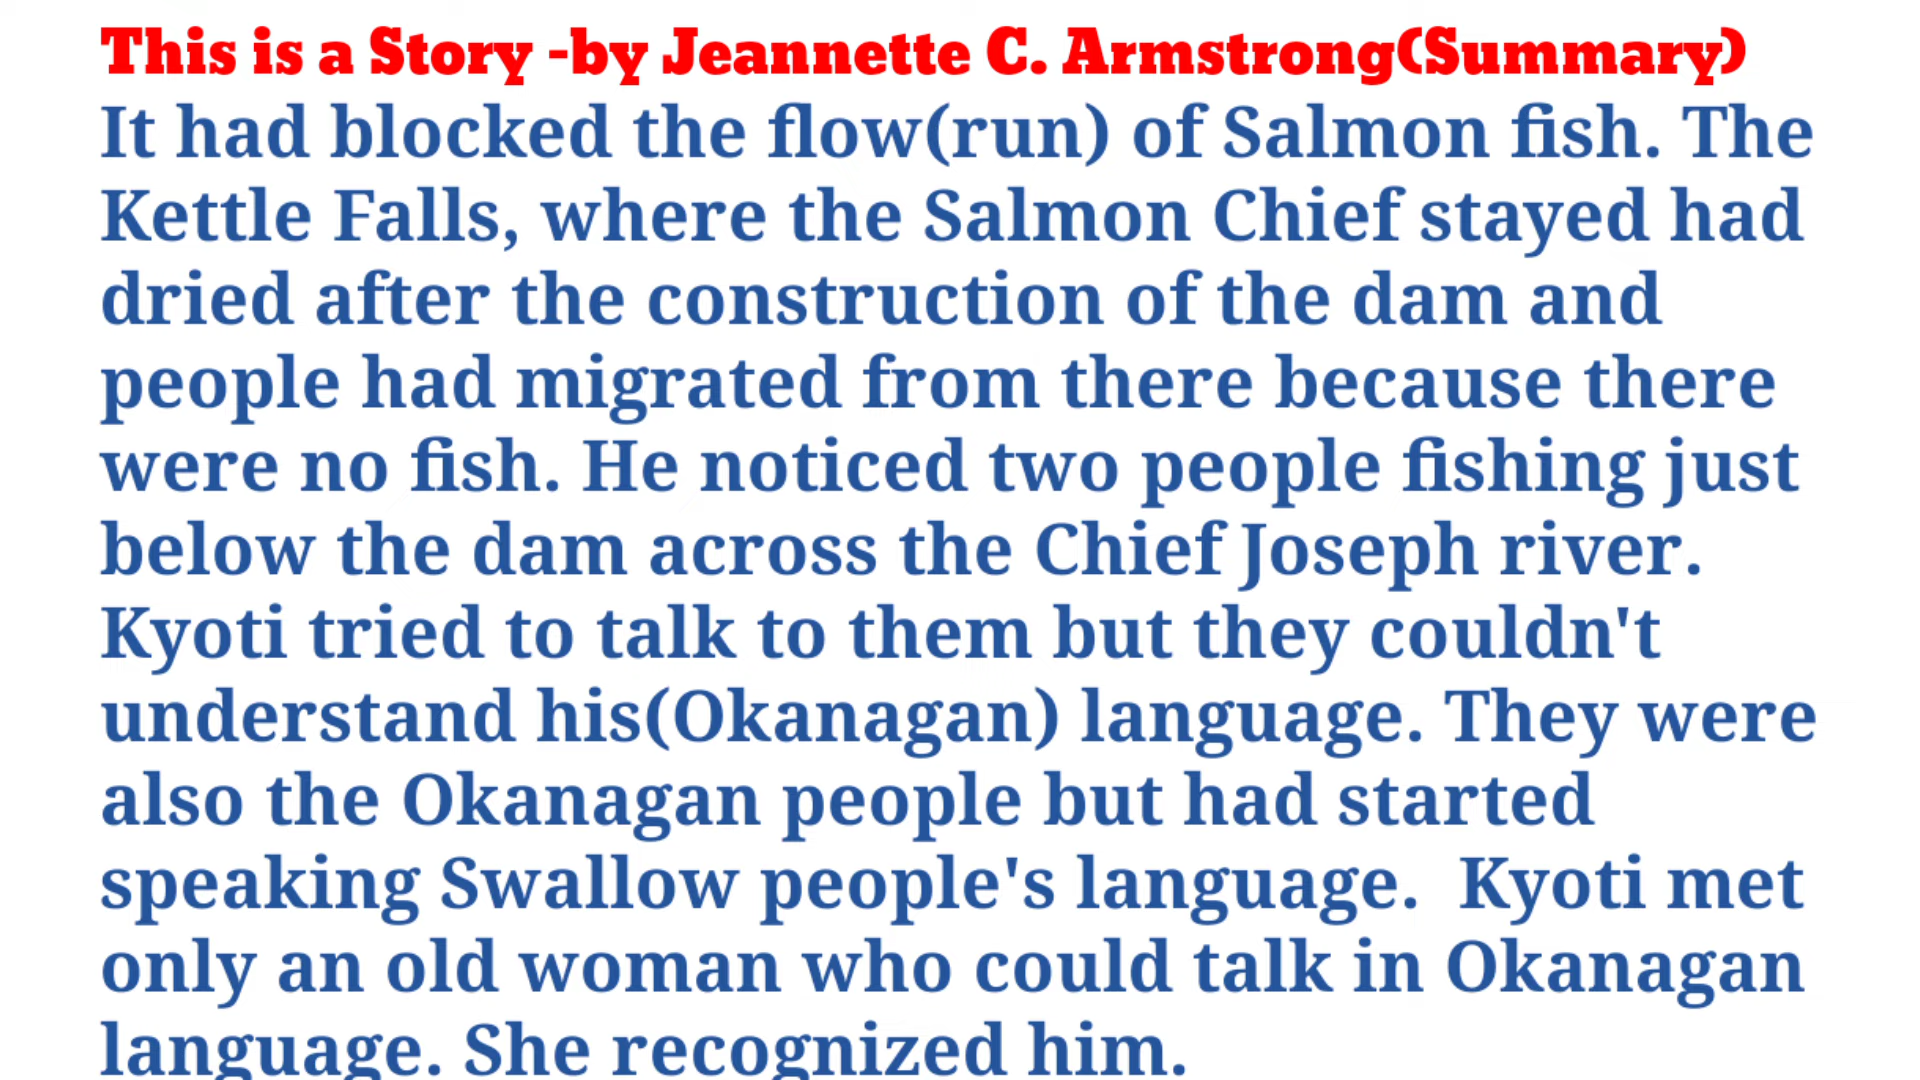 This is a Story -by Jeannette C. Armstrong(Summary)
It had blocked the flow(run) of Salmon fish. The
Kettle Falls, where the Salmon Chief stayed had
dried after the construction of the dam and
people had migrated from there because there
were no fish. He noticed two people fishing just
below the dam across the Chief Joseph river.
Kyoti tried to talk to them but they couldn't
understand his(Okanagan) language. They were
also the Okanagan people but had started
speaking Swallow people's language.  Kyoti met
only an old woman who could talk in Okanagan
language. She recognized him.